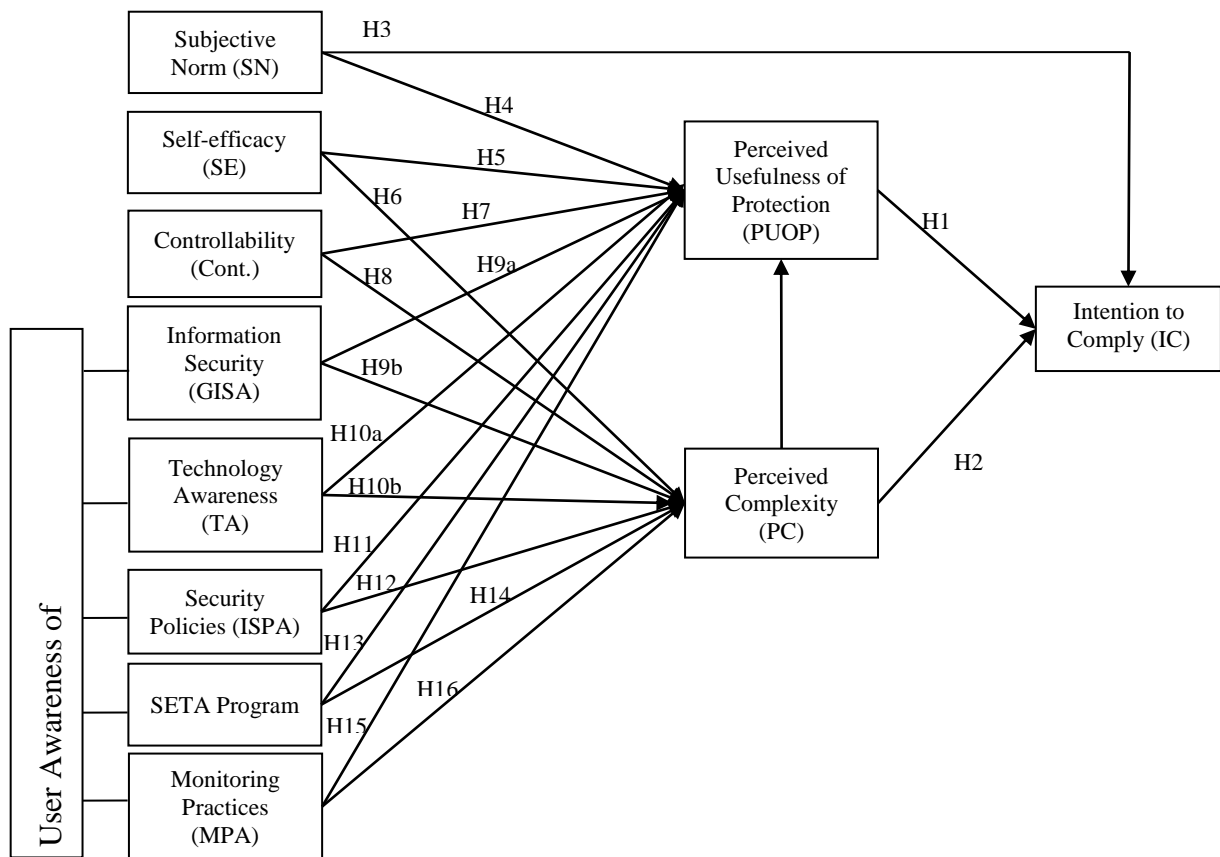 Subjective
Norm (SN)
H3
H4
Self-efficacy
(SE)
H5
H6
Perceived
Usefulness of
Protection
(PUOP)
H7
Controllability
(Cont.)
H8
H9a
H1
Information
Security
(GISA)
H9b
Intention to
Comply (IC)
H10a
Technology
Awareness
(TA)
H10b
Perceived
Complexity
(PC)
H2
H11
H12
Security
Policies (ISPA)
H14
H13
SETA Program
H16
H15
Monitoring
Practices
(MPA)
User Awareness of